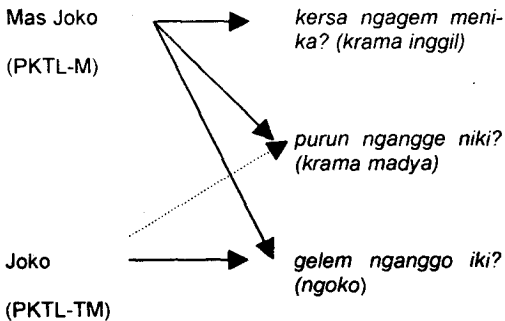 Mas Joko
(PKTL-M)
kersa ngagem meni-
ka? (krama inggil)
purun ngangge niki?
(krama madya)
Joko
(PKTL-TM)
gelem nganggo iki?
(ngoko)